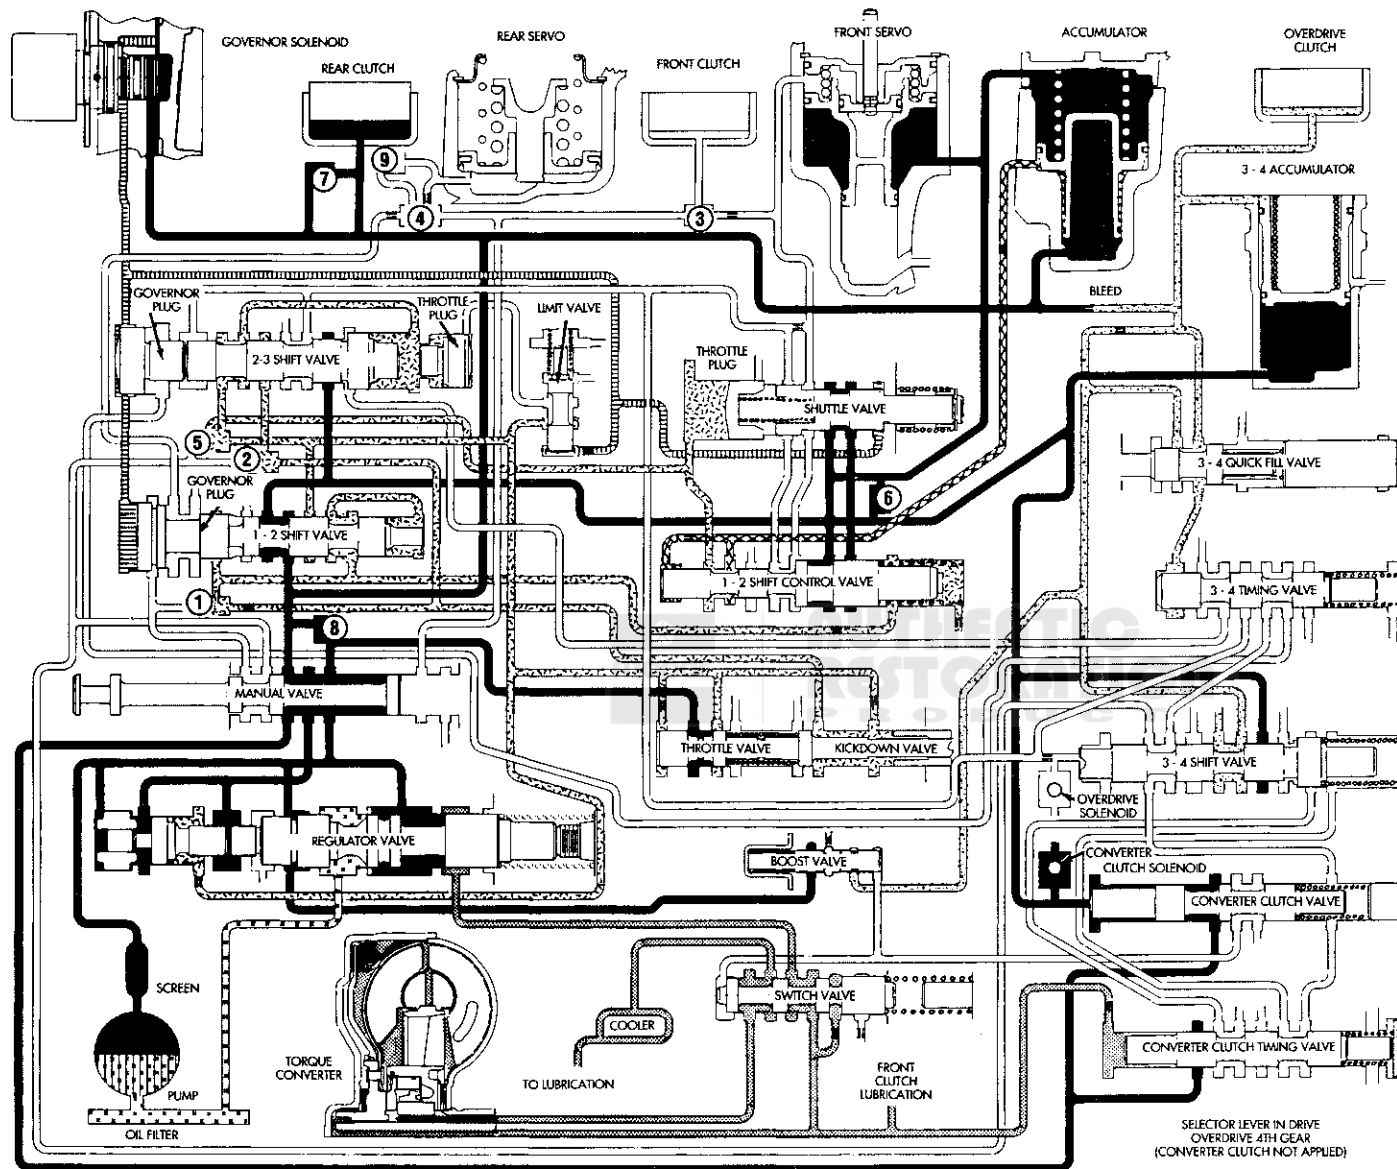 GOVERNOR SOLENOID
REAR CLUTCH
REAR SERVO
FRONT CLUTCH
FRONT SERVO
ACCUMULATOR
OVERDRIVE
CLUTCH
3 - 4 ACCUMULATOR
7
9
4
3
BLEED
GOVERNOR
PLUG
THROTTLE
PLUG
LIMIT VALVE
2-3 SHIFT VALVE
THROTTLE
PLUG
SHUTTLE VALVE
5
2
GOVERNOR
PLUG
3 - 4 QUICK FILL VALVE
6
1 - 2 SHIFT VALVE
1 - 2 SHIFT CONTROL VALVE
3 - 4 TIMING VALVE
1
8
AUTHENTIC
RESTORATION
PRODUCT
MANUAL VALVE
THROTTLE VALVE
KICKDOWN VALVE
3 - 4 SHIFT VALVE
OVERDRIVE
SOLENOID
REGULATOR VALVE
BOOST VALVE
CONVERTER
CLUTCH SOLENOID
CONVERTER CLUTCH VALVE
SCREEN
SWITCH VALVE
COOLER
TORQUE
CONVERTER
TO LUBRICATION
FRONT
CLUTCH
LUBRICATION
CONVERTER CLUTCH TIMING VALVE
PUMP
OIL FILTER
SELECTOR LEVER IN DRIVE
OVERDRIVE 4TH GEAR
(CONVERTER CLUTCH NOT APPLIED)